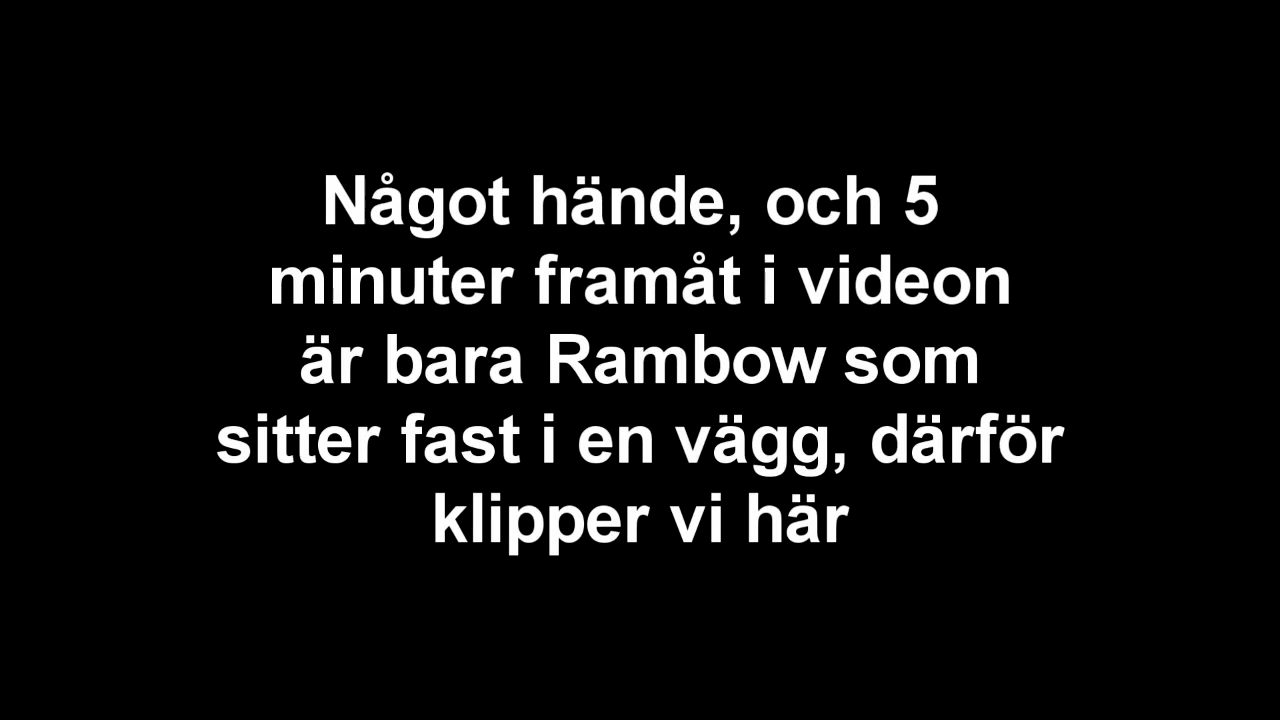 Något hände, och 5
minuter framåt i videon
är bara Rambow som
sitter fast i en vägg, därför
klipper vi här